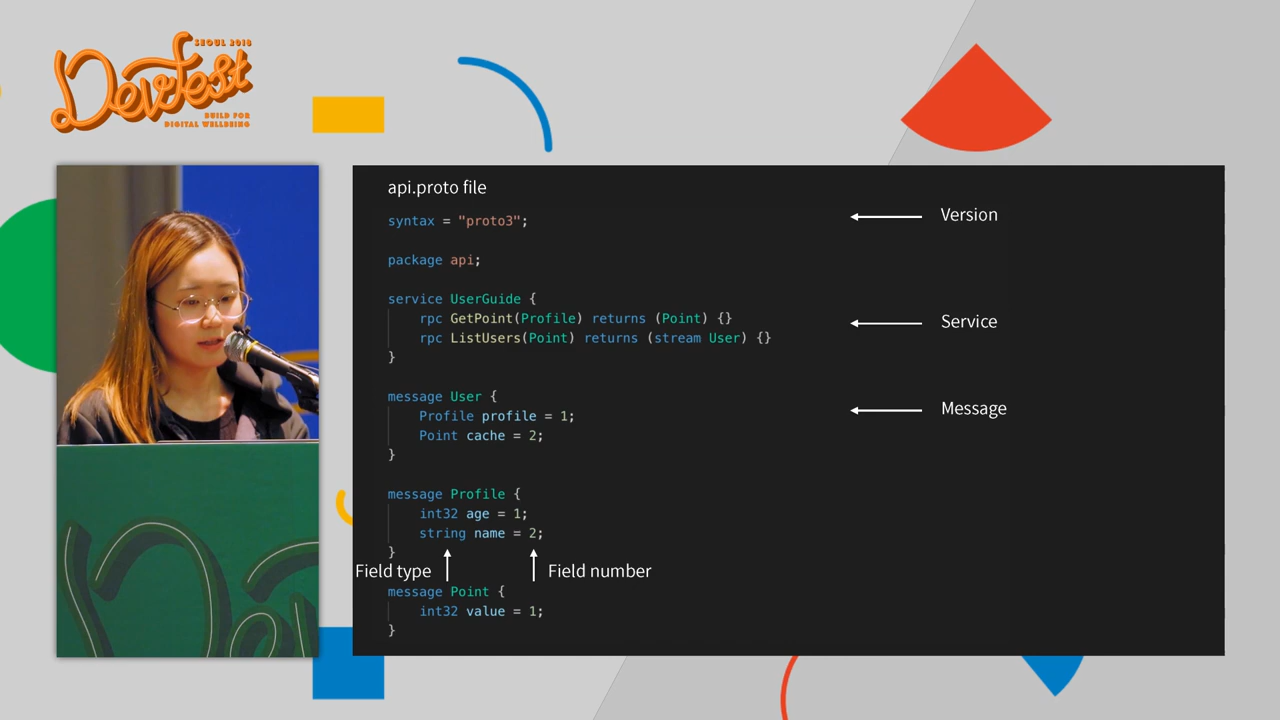 SEOUL 2018
DevFest
BUILD FOR
DIGITAL WELLBEING
api.proto file
syntax = "proto3";
Version
package api;
service UserGuide {
rpc GetPoint(Profile) returns (Point) {}
Service
rpc ListUsers(Point) returns (stream User) {}
}
message User {
Message
Profile profile = 1;
Point cache = 2;
}
message Profile {
int32 age = 1;
string name = 2;
}
Field type
Field number
message Point {
int32 value = 1;
}
Dev